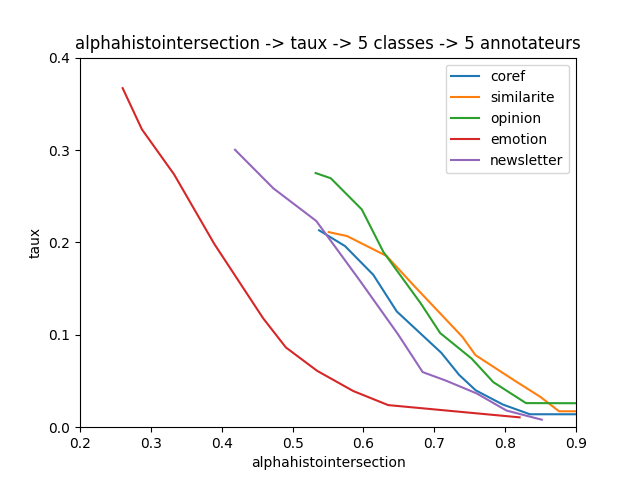 alphahistointersection -> taux -> 5 classes -> 5 annotateurs
0.4
0.3
0.2
0.1
0.0
taux
coref
similarite
opinion
emotion
newsletter
0.2 0.3 0.4 0.5 0.6 0.7 0.8 0.9
alphahistointersection